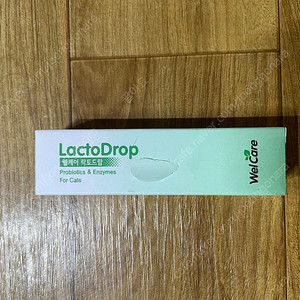 LactoDrop
웰케어 락토드랍
Probiotics & Enzymes
For Cats
WelCare